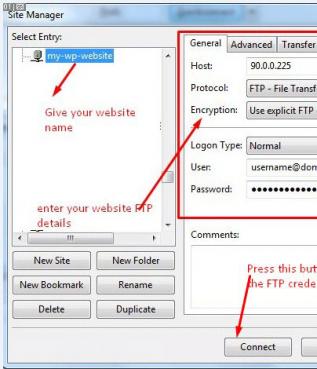 Site Manager
Select Entry:
my-wp-website
Give your website
name
enter your website FTP
details
New Site
New Folder
New Bookmark
Rename
Delete
Duplicate
General
Advanced
Transfer
Host:
90.0.0.225
Protocol:
FTP - File Transf
Encryption:
Use explicit FTP
Logon Type:
Normal
User:
username@dom
Password:
Comments:
Press this but
the FTP crede
Connect